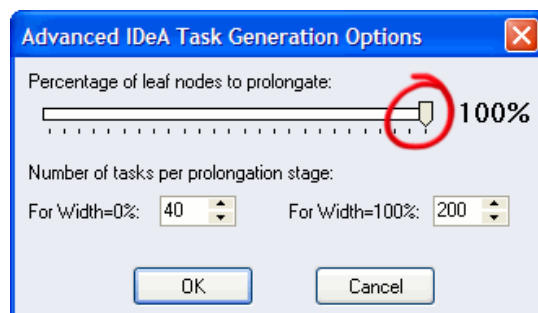 Advanced IDeA Task Generation Options
Percentage of leaf nodes to prolongate:
100%
Number of tasks per prolongation stage:
For Width=0%: 40 For Width=100%: 200
OK Cancel